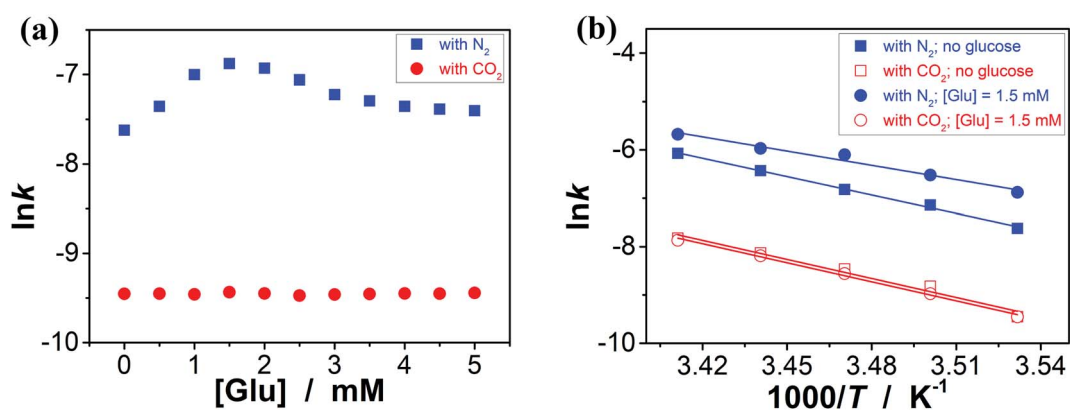 (a)
with N₂
with CO₂
-7
-8
-9
-10
lnk
0 1 2 3 4 5
[Glu] / mM
(b)
with N₂; no glucose
with CO₂; no glucose
with N₂; [Glu] = 1.5 mM
with CO₂; [Glu] = 1.5 mM
-4
-6
-8
-10
lnk
3.42 3.45 3.48 3.51 3.54
1000/T / K⁻¹